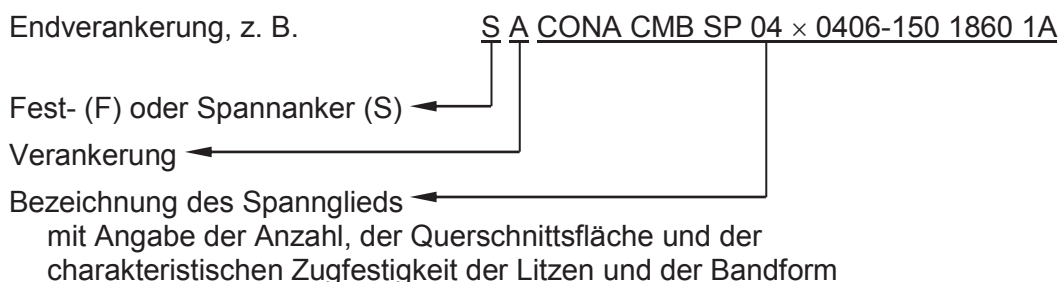 Endverankerung, z. B. S A CONA CMB SP 04 × 0406-150 1860 1A
Fest- (F) oder Spannanker (S)
Verankerung
Bezeichnung des Spannglieds
mit Angabe der Anzahl, der Querschnittsfläche und der
charakteristischen Zugfestigkeit der Litzen und der Bandform